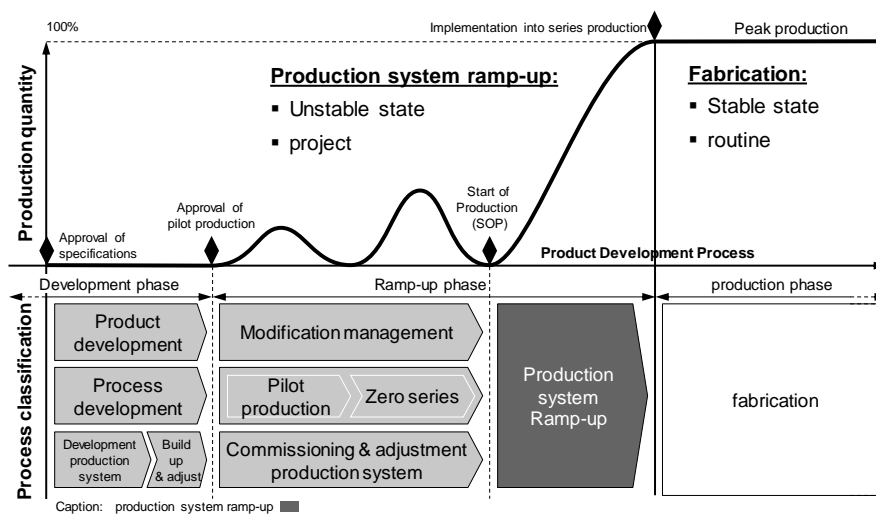 100%
Implementation into series production
Peak production
Production system ramp-up:
▪ Unstable state
▪ project
Fabrication:
▪ Stable state
▪ routine
Production quantity
Approval of
specifications
Approval of
pilot production
Start of
Production
(SOP)
Product Development Process
Development phase
Ramp-up phase
production phase
Process classification
Product
development
Modification management
Process
development
Pilot
production
Zero series
Development
production
system
Build
up
& adjust
Commissioning & adjustment
production system
Production
system
Ramp-up
fabrication
Caption: production system ramp-up